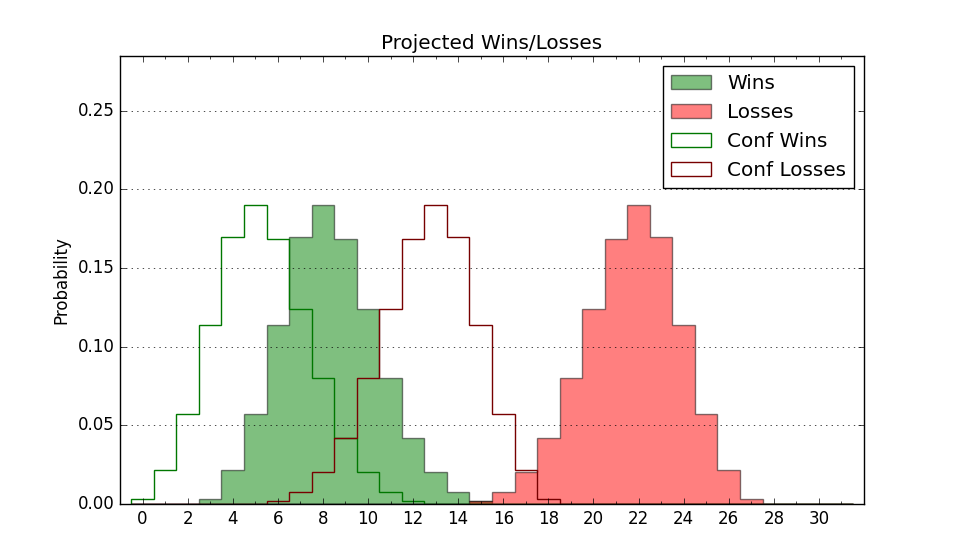 Projected Wins/Losses
Wins
Losses
Conf Wins
Conf Losses
Probability
0.25
0.20
0.15
0.10
0.05
0.00
0 2 4 6 8 10 12 14 16 18 20 22 24 26 28 30